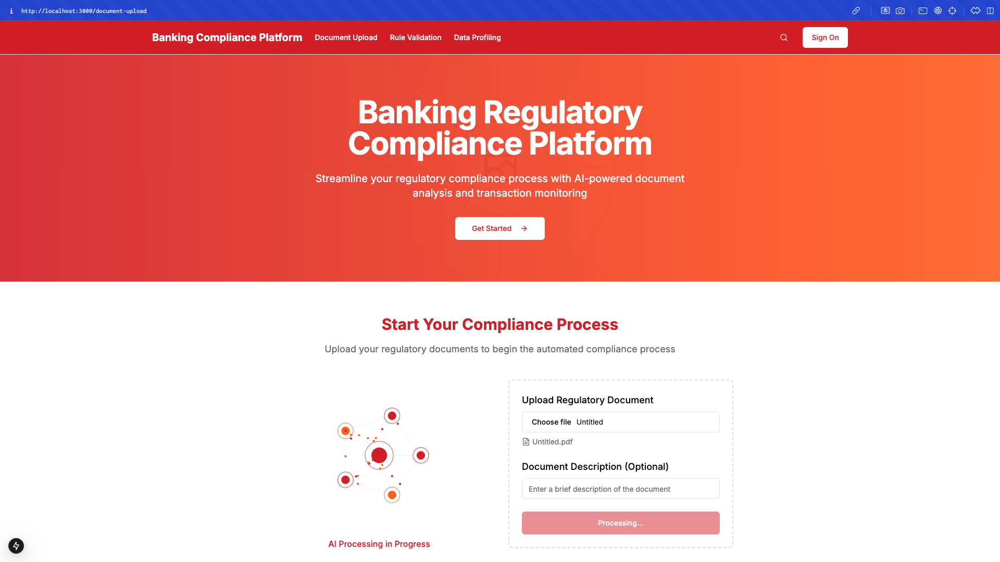 i http://localhost:3000/document-upload
Banking Compliance Platform Document Upload Rule Validation Data Profiling Sign On
Banking Regulatory
Compliance Platform
Streamline your regulatory compliance process with AI-powered document
analysis and transaction monitoring
Get Started
Start Your Compliance Process
Upload your regulatory documents to begin the automated compliance process
Upload Regulatory Document
Choose file Untitled
Untitled.pdf
Document Description (Optional)
Enter a brief description of the document
Processing...
AI Processing in Progress